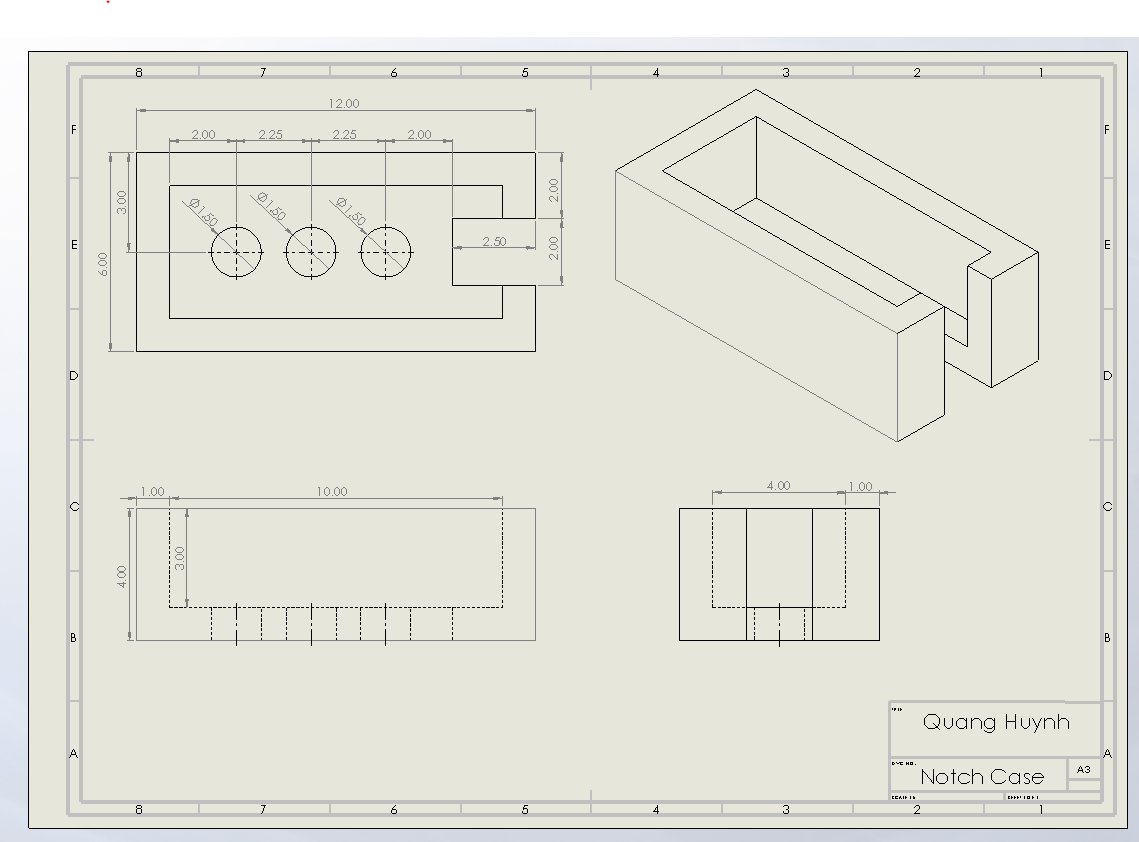 8 7 6 5 4 3 2 1
12.00
2.00 2.25 2.25 2.00
F F
3.00
2.00
Ø1.50 Ø1.50 Ø1.50
E E
2.50
2.00
6.00
D D
4.00 1.00
1.00 10.00
C C
3.00
4.00
B B
Quang Huynh
A A
DWG NO.
Notch Case
A3
8 7 6 5 4 3 2 1